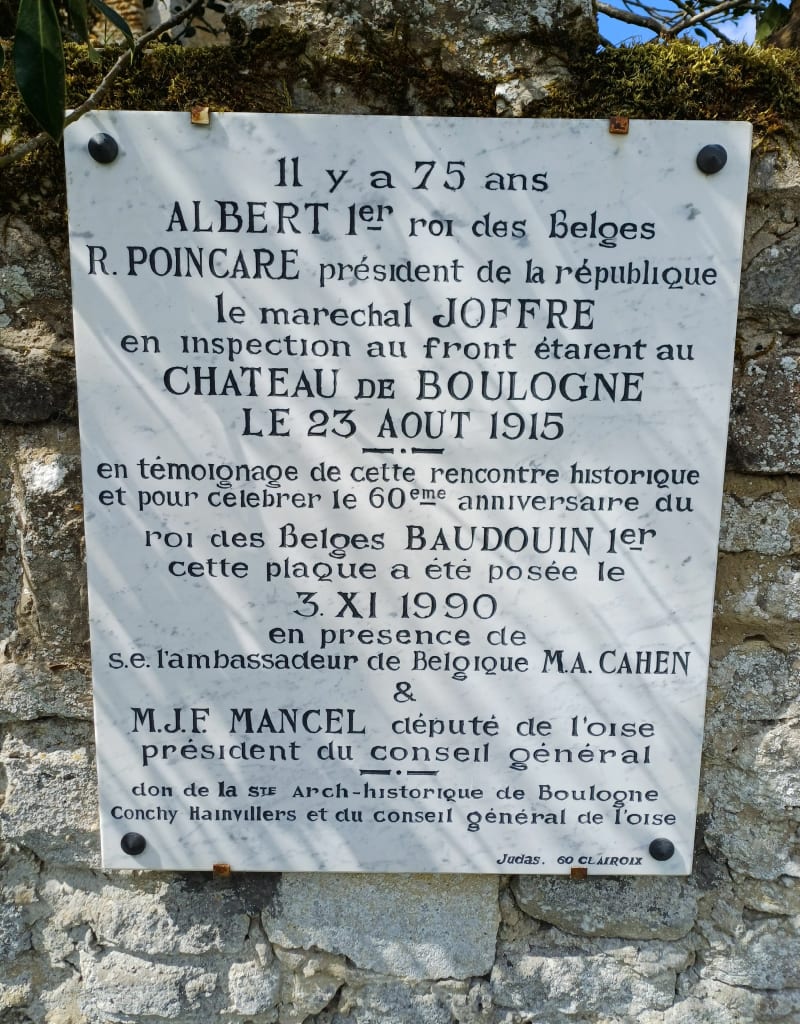 Il y a 75 ans
ALBERT 1er roi des Belges
R. POINCARE président de la république
le marechal JOFFRE
en inspection au front étaient au
CHATEAU DE BOULOGNE
LE 23 AOUT 1915
en témoignage de cette rencontre historique
et pour célébrer le 60eme anniversaire du
roi des Belges BAUDOUIN 1er
cette plaque a été posée le
3. XI 1990
en presence de
s.e. l'ambassadeur de Belgique M.A. CAHEN
&
M.J.F. MANCEL député de l'oise
président du conseil général
don de la STE Arch-historique de Boulogne
Conchy Hainvillers et du conseil général de l'oise
Judas. 60 CLAIROIX